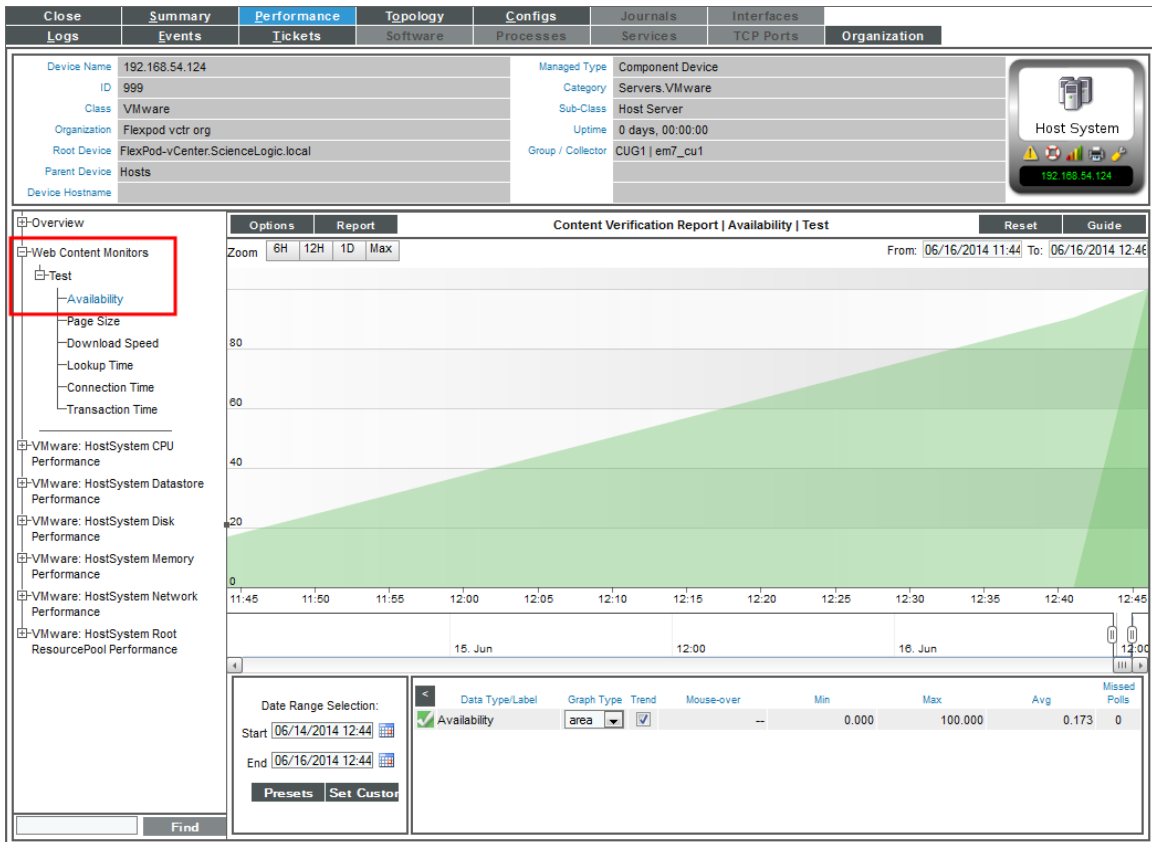 Close Summary Performance Topology Configs Journals Interfaces
Logs Events Tickets Software Processes Services TCP Ports Organization
Device Name 192.168.54.124 Managed Type Component Device
ID 999 Category Servers.VMware
Class VMware Sub-Class Host Server
Organization Flexpod vctr org Uptime 0 days, 00:00:00
Root Device FlexPod-vCenter.ScienceLogic.local Group / Collector CUG1 | em7_cu1
Parent Device Hosts
Device Hostname
Host System
192.168.54.124
Overview
Web Content Monitors
Test
Availability
Page Size
Download Speed
Lookup Time
Connection Time
Transaction Time
VMware: HostSystem CPU
Performance
VMware: HostSystem Datastore
Performance
VMware: HostSystem Disk
Performance
VMware: HostSystem Memory
Performance
VMware: HostSystem Network
Performance
VMware: HostSystem Root
ResourcePool Performance
Find
Options Report Content Verification Report | Availability | Test Reset Guide
Zoom 6H 12H 1D Max From: 06/16/2014 11:44 To: 06/16/2014 12:46
80
60
40
20
0
11:45 11:50 11:55 12:00 12:05 12:10 12:15 12:20 12:25 12:30 12:35 12:40 12:45
15. Jun 12:00 16. Jun 12:00
Date Range Selection:
Start 06/14/2014 12:44
End 06/16/2014 12:44
Presets Set Custor
< Data Type/Label Graph Type Trend Mouse-over Min Max Avg Missed Polls
Availability area -- 0.000 100.000 0.173 0